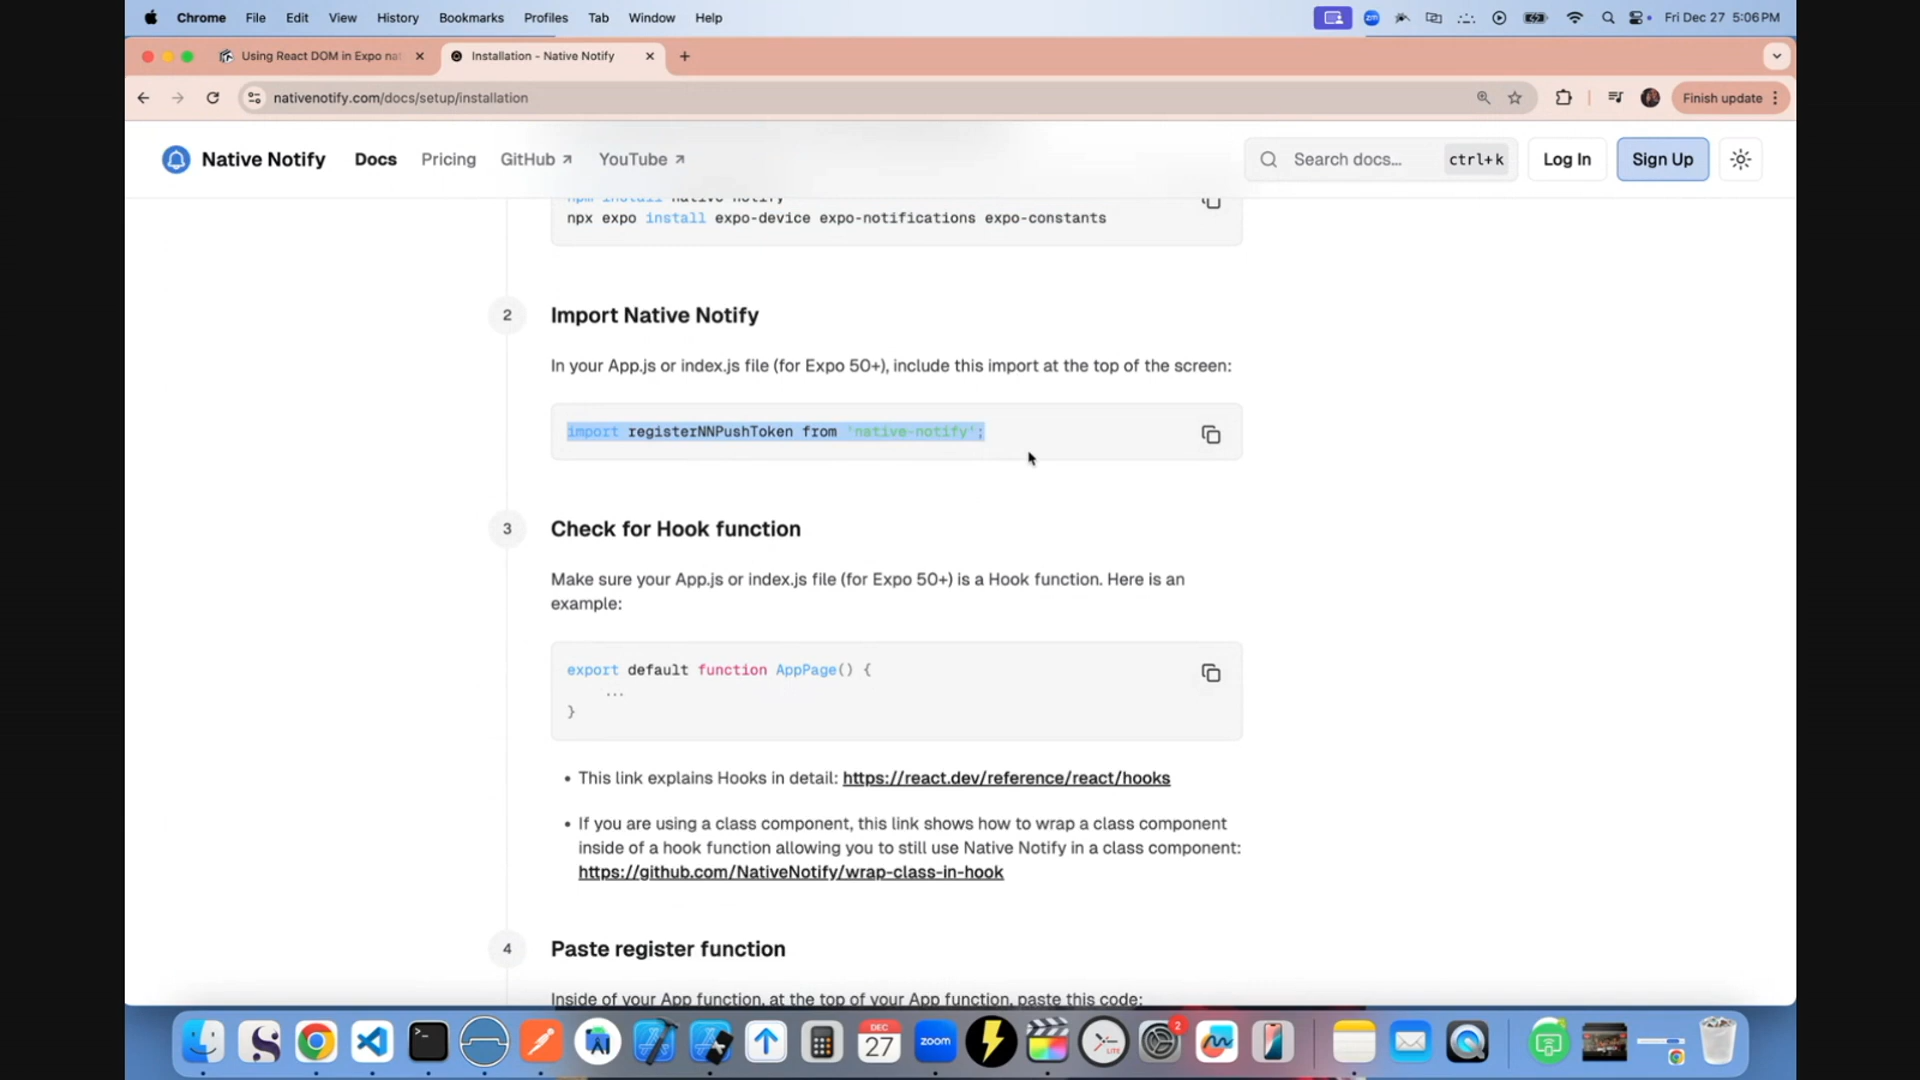 Chrome File Edit View History Bookmarks Profiles Tab Window Help
zm
Fri Dec 27 5:06 PM
Using React DOM in Expo nat
Installation - Native Notify
nativenotify.com/docs/setup/installation
Finish update
Native Notify
Docs
Pricing
GitHub ↗
YouTube ↗
Search docs...
ctrl+k
Log In
Sign Up
npm install native-notify
npx expo install expo-device expo-notifications expo-constants
2
Import Native Notify
In your App.js or index.js file (for Expo 50+), include this import at the top of the screen:
import registerNNPushToken from 'native-notify';
3
Check for Hook function
Make sure your App.js or index.js file (for Expo 50+) is a Hook function. Here is an
example:
export default function AppPage() {
...
}
• This link explains Hooks in detail: https://react.dev/reference/react/hooks
• If you are using a class component, this link shows how to wrap a class component
inside of a hook function allowing you to still use Native Notify in a class component:
https://github.com/NativeNotify/wrap-class-in-hook
4
Paste register function
Inside of your App function, at the top of your App function, paste this code:
DEC
27
zoom
LITE
2